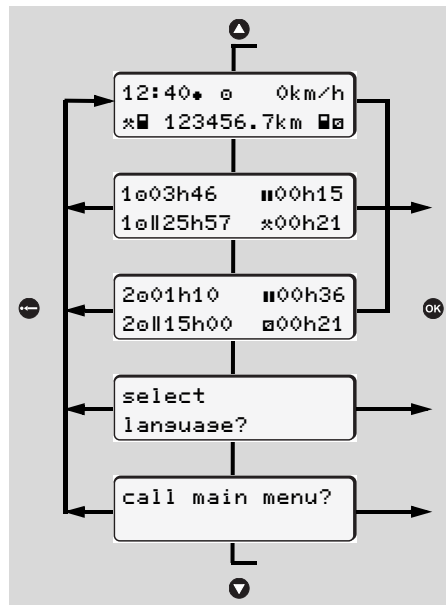 12:40● ⊙ 0km/h
⚒▮ 123456.7km ▮⧄
1⊙03h46 ❚❚00h15
1⊙||25h57 ⚒00h21
2⊙01h10 ❚❚00h36
2⊙||15h00 ⧄00h21
OK
select
language?
call main menu?